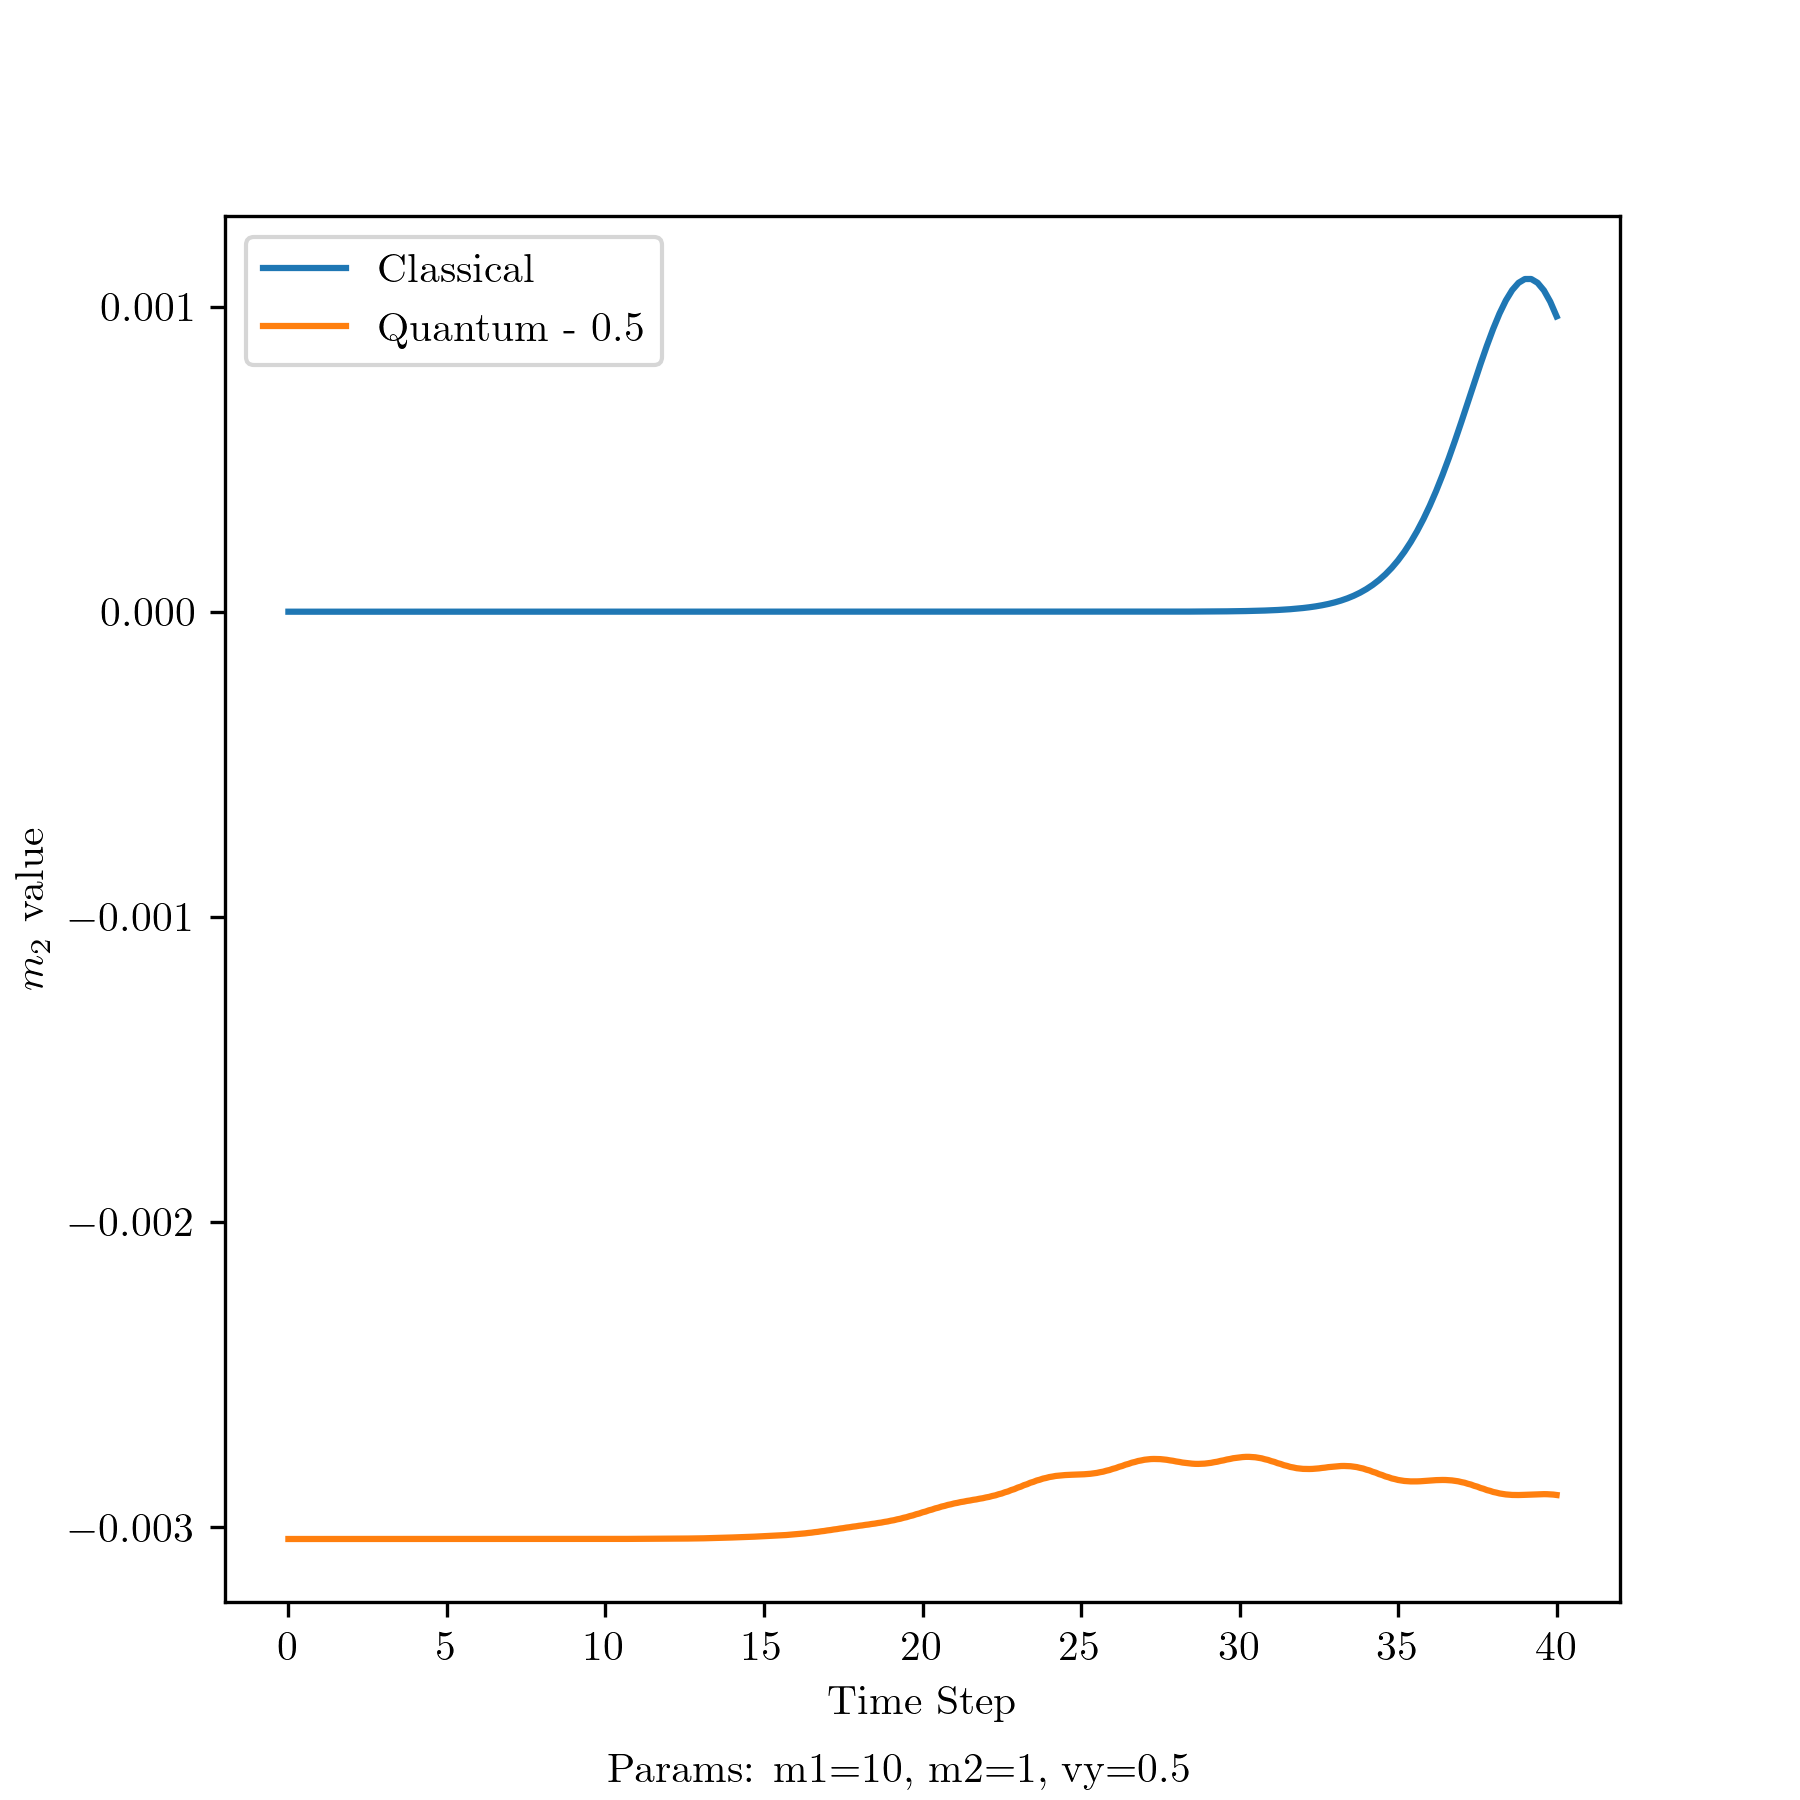 Classical
Quantum - 0.5
0.001
0.000
−0.001
−0.002
−0.003
m₂ value
0 5 10 15 20 25 30 35 40
Time Step
Params: m1=10, m2=1, vy=0.5